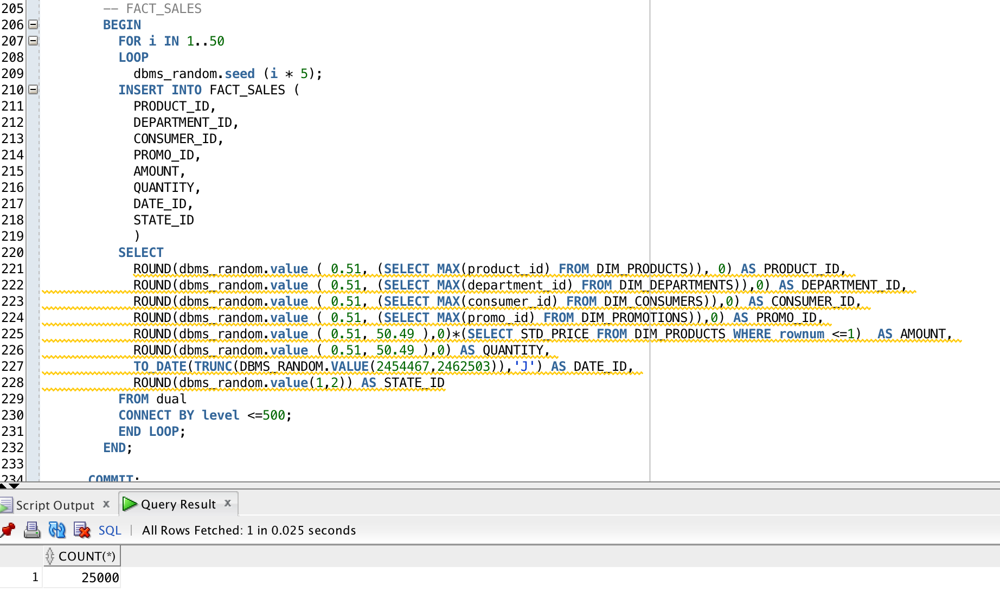 205 -- FACT_SALES
206 BEGIN
207 FOR i IN 1..50
208 LOOP
209 dbms_random.seed (i * 5);
210 INSERT INTO FACT_SALES (
211 PRODUCT_ID,
212 DEPARTMENT_ID,
213 CONSUMER_ID,
214 PROMO_ID,
215 AMOUNT,
216 QUANTITY,
217 DATE_ID,
218 STATE_ID
219 )
220 SELECT
221 ROUND(dbms_random.value ( 0.51, (SELECT MAX(product_id) FROM DIM_PRODUCTS)), 0) AS PRODUCT_ID,
222 ROUND(dbms_random.value ( 0.51, (SELECT MAX(department_id) FROM DIM_DEPARTMENTS)),0) AS DEPARTMENT_ID,
223 ROUND(dbms_random.value ( 0.51, (SELECT MAX(consumer_id) FROM DIM_CONSUMERS)),0) AS CONSUMER_ID,
224 ROUND(dbms_random.value ( 0.51, (SELECT MAX(promo_id) FROM DIM_PROMOTIONS)),0) AS PROMO_ID,
225 ROUND(dbms_random.value ( 0.51, 50.49 ),0)*(SELECT STD_PRICE FROM DIM_PRODUCTS WHERE rownum <=1) AS AMOUNT,
226 ROUND(dbms_random.value ( 0.51, 50.49 ),0) AS QUANTITY,
227 TO_DATE(TRUNC(DBMS_RANDOM.VALUE(2454467,2462503)),'J') AS DATE_ID,
228 ROUND(dbms_random.value(1,2)) AS STATE_ID
229 FROM dual
230 CONNECT BY level <=500;
231 END LOOP;
232 END;
233
234 COMMIT;
Script Output x Query Result x
SQL | All Rows Fetched: 1 in 0.025 seconds
COUNT(*)
1 25000